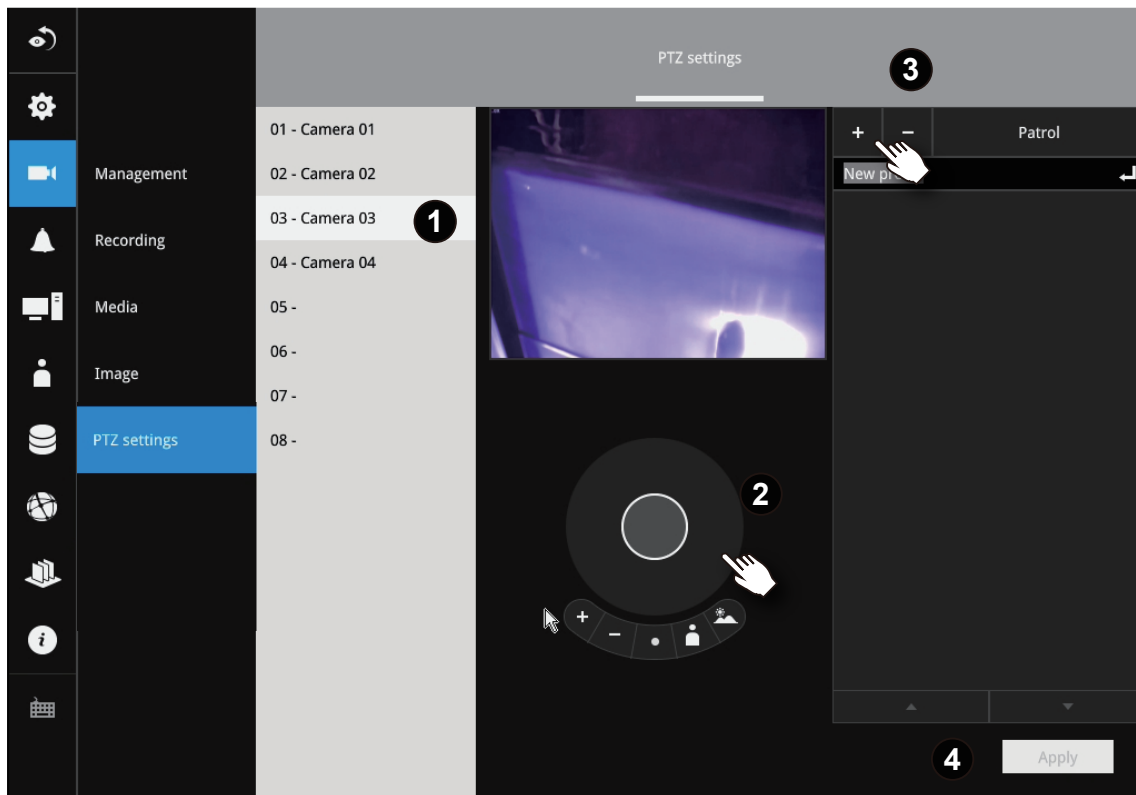 PTZ settings
3
01 - Camera 01
02 - Camera 02
03 - Camera 03
1
04 - Camera 04
05 -
06 -
07 -
08 -
Management
Recording
Media
Image
PTZ settings
+ - Patrol
New
2
+ -
i
4
Apply